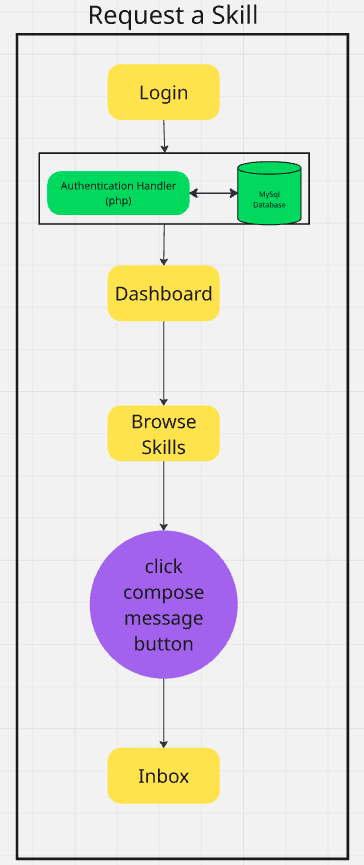 Request a Skill
Login
Authentication Handler
(php)
MySql
Database
Dashboard
Browse
Skills
click
compose
message
button
Inbox